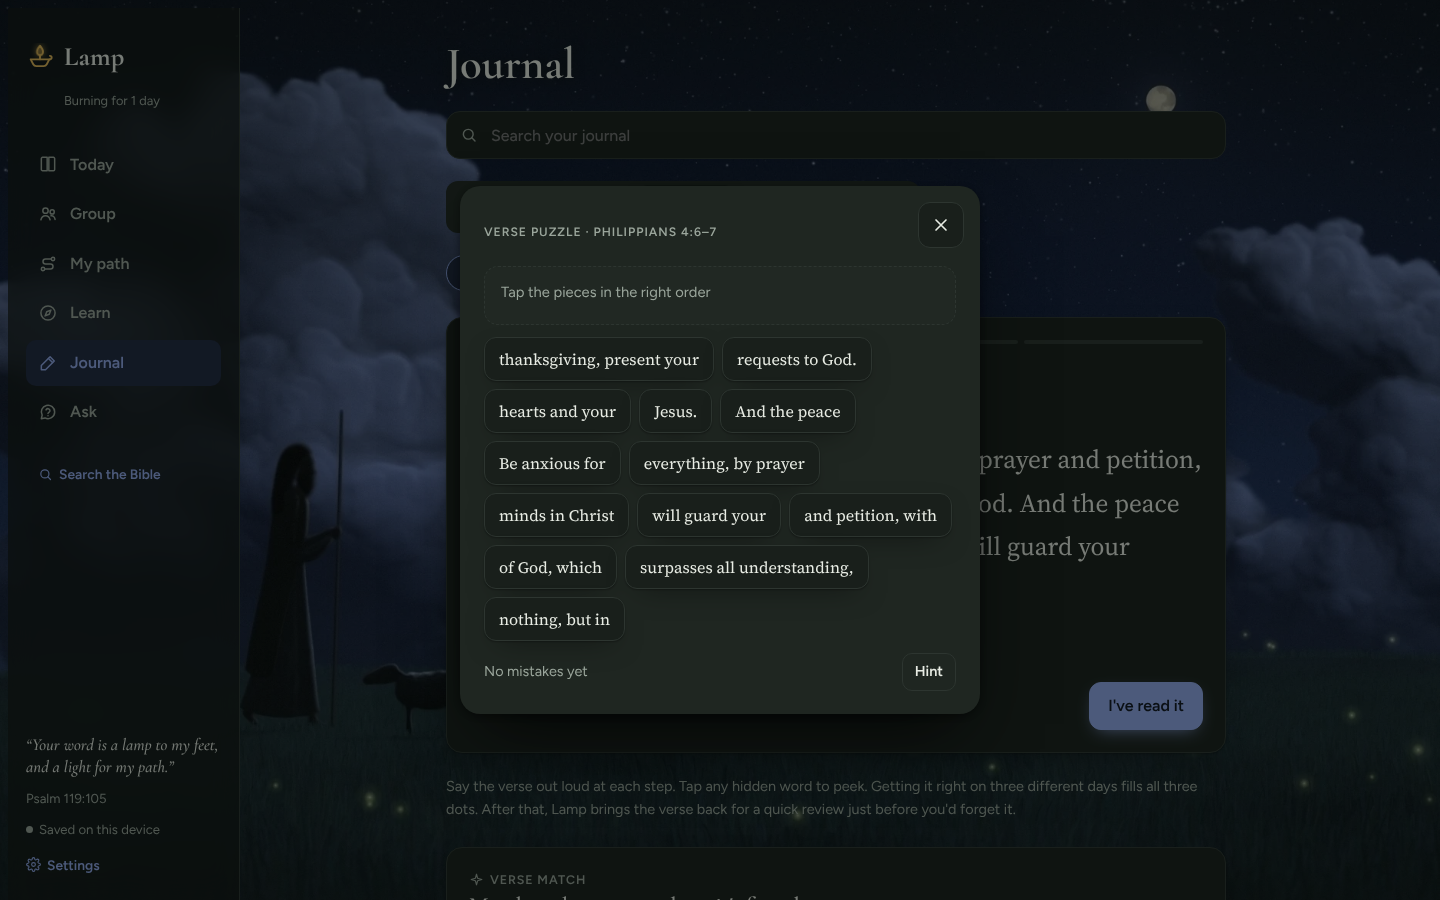 Lamp
Burning for 1 day
Today
Group
My path
Learn
Journal
Ask
Search the Bible
“Your word is a lamp to my feet,
and a light for my path.”
Psalm 119:105
Saved on this device
Settings
Journal
Search your journal
VERSE PUZZLE · PHILIPPIANS 4:6–7
Tap the pieces in the right order
thanksgiving, present your
requests to God.
hearts and your
Jesus.
And the peace
Be anxious for
everything, by prayer
minds in Christ
will guard your
and petition, with
of God, which
surpasses all understanding,
nothing, but in
No mistakes yet
Hint
prayer and petition,
od. And the peace
ill guard your
I've read it
Say the verse out loud at each step. Tap any hidden word to peek. Getting it right on three different days fills all three
dots. After that, Lamp brings the verse back for a quick review just before you'd forget it.
VERSE MATCH